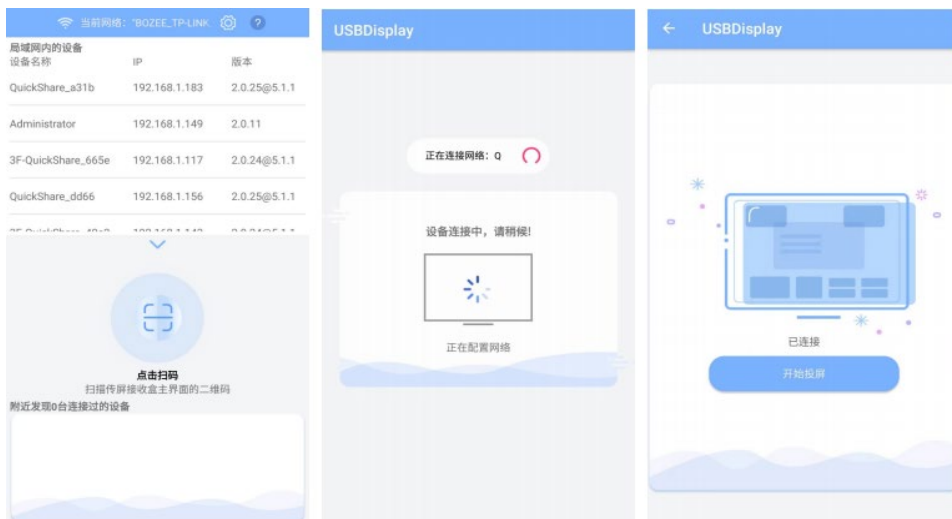 当前网络: "BOZEE_TP-LINK
?
局域网内的设备
设备名称 IP 版本
QuickShare_a31b 192.168.1.183 2.0.25@5.1.1
Administrator 192.168.1.149 2.0.11
3F-QuickShare_665e 192.168.1.117 2.0.24@5.1.1
QuickShare_dd66 192.168.1.156 2.0.25@5.1.1
点击扫码
扫描传屏接收盒主界面的二维码
附近发现0台连接过的设备
USBDisplay
正在连接网络: Q
设备连接中，请稍候!
正在配置网络
USBDisplay
已连接
开始投屏